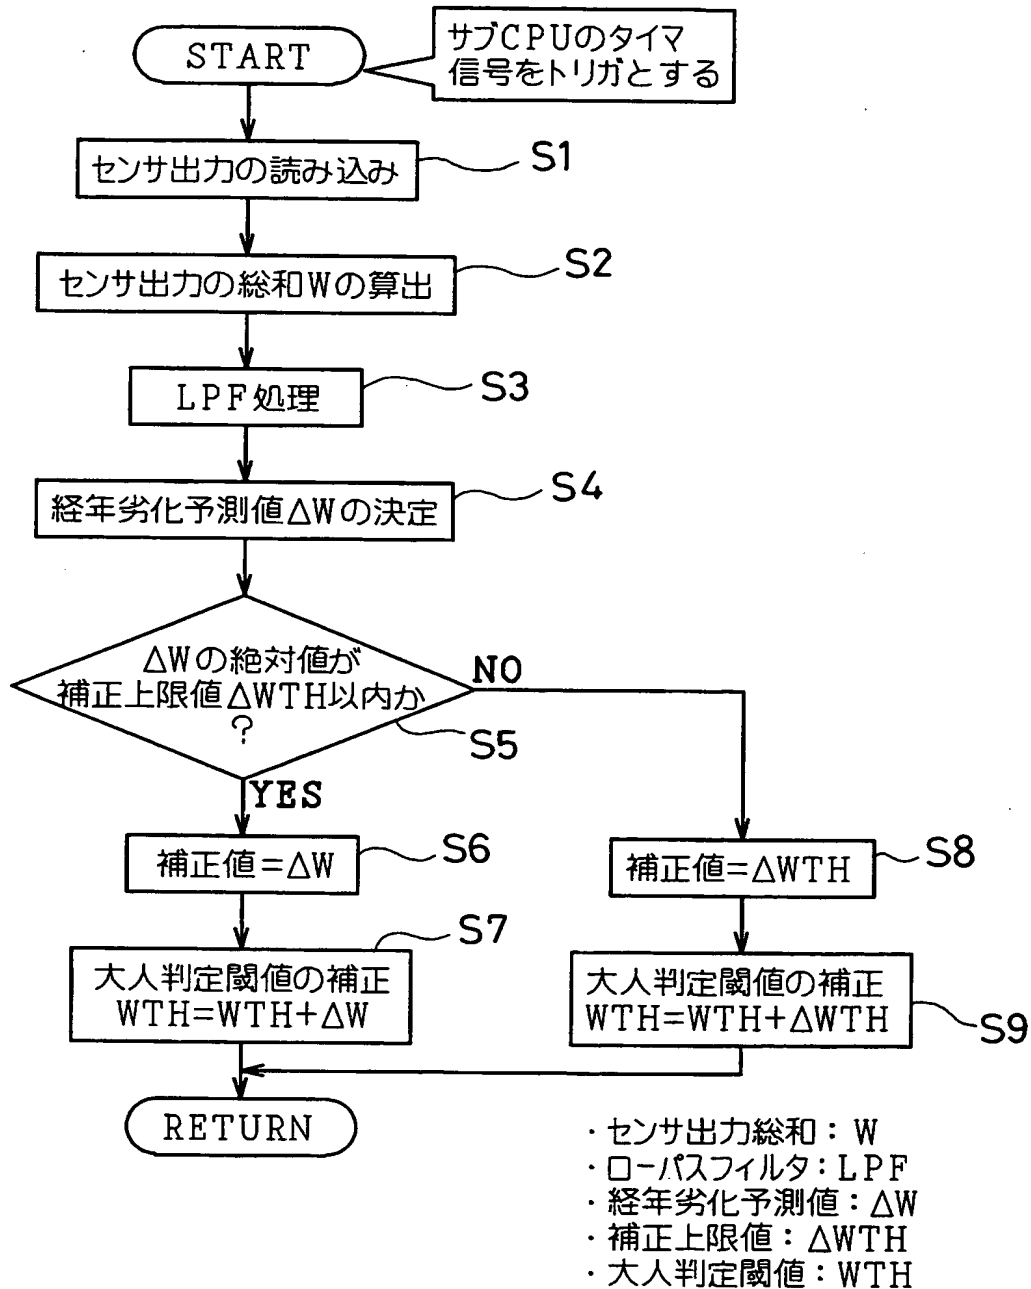 START
サブCPUのタイマ
信号をトリガとする
センサ出力の読み込み
S1
センサ出力の総和Wの算出
S2
LPF処理
S3
経年劣化予測値ΔWの決定
S4
ΔWの絶対値が
補正上限値ΔWTH以内か
?
S5
NO
YES
補正値=ΔW
S6
大人判定閾値の補正
WTH=WTH+ΔW
S7
補正値=ΔWTH
S8
大人判定閾値の補正
WTH=WTH+ΔWTH
S9
RETURN
・センサ出力総和：W
・ローパスフィルタ：LPF
・経年劣化予測値：ΔW
・補正上限値：ΔWTH
・大人判定閾値：WTH